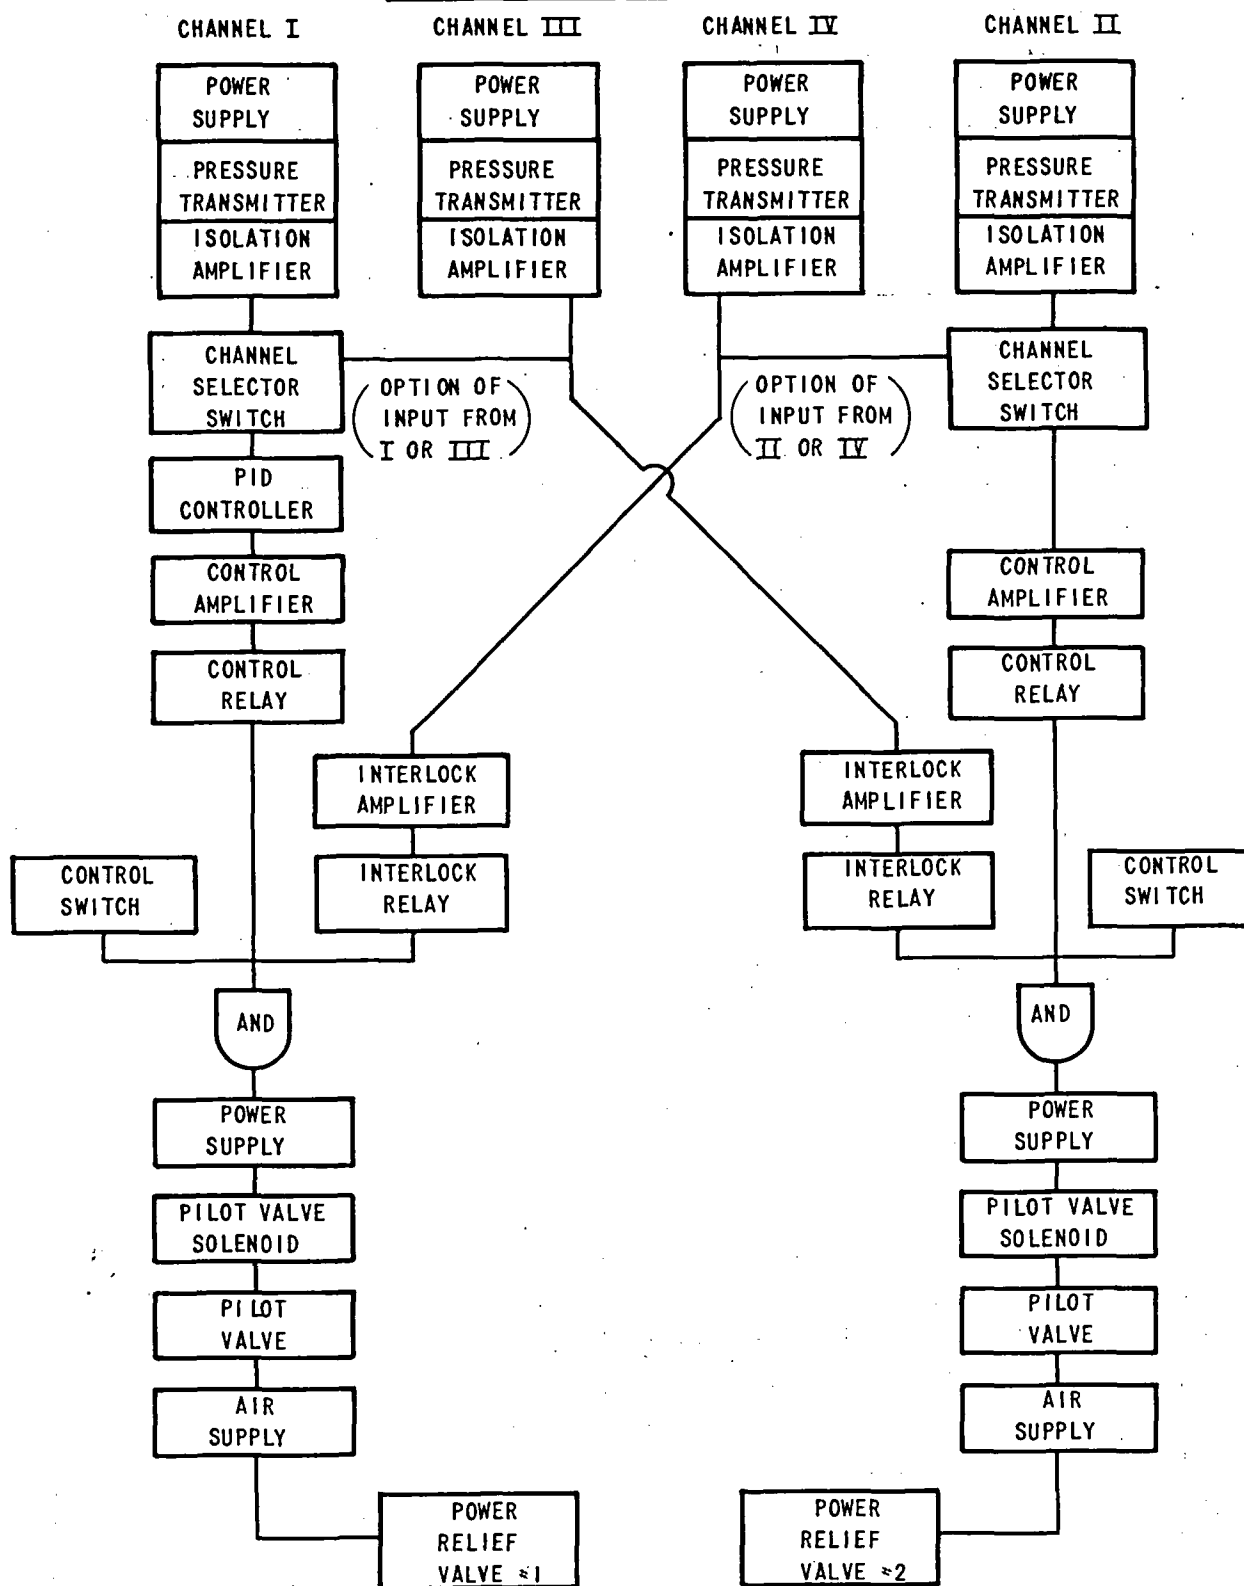 CHANNEL I
CHANNEL III
CHANNEL IV
CHANNEL II
POWER
SUPPLY
PRESSURE
TRANSMITTER
ISOLATION
AMPLIFIER
POWER
SUPPLY
PRESSURE
TRANSMITTER
ISOLATION
AMPLIFIER
POWER
SUPPLY
PRESSURE
TRANSMITTER
ISOLATION
AMPLIFIER
POWER
SUPPLY
PRESSURE
TRANSMITTER
ISOLATION
AMPLIFIER
CHANNEL
SELECTOR
SWITCH
(OPTION OF
INPUT FROM
I OR III)
(OPTION OF
INPUT FROM
II OR IV)
CHANNEL
SELECTOR
SWITCH
PID
CONTROLLER
CONTROL
AMPLIFIER
CONTROL
AMPLIFIER
CONTROL
RELAY
CONTROL
RELAY
INTERLOCK
AMPLIFIER
INTERLOCK
AMPLIFIER
CONTROL
SWITCH
INTERLOCK
RELAY
INTERLOCK
RELAY
CONTROL
SWITCH
AND
AND
POWER
SUPPLY
POWER
SUPPLY
PILOT VALVE
SOLENOID
PILOT VALVE
SOLENOID
PILOT
VALVE
PILOT
VALVE
AIR
SUPPLY
AIR
SUPPLY
POWER
RELIEF
VALVE #1
POWER
RELIEF
VALVE #2